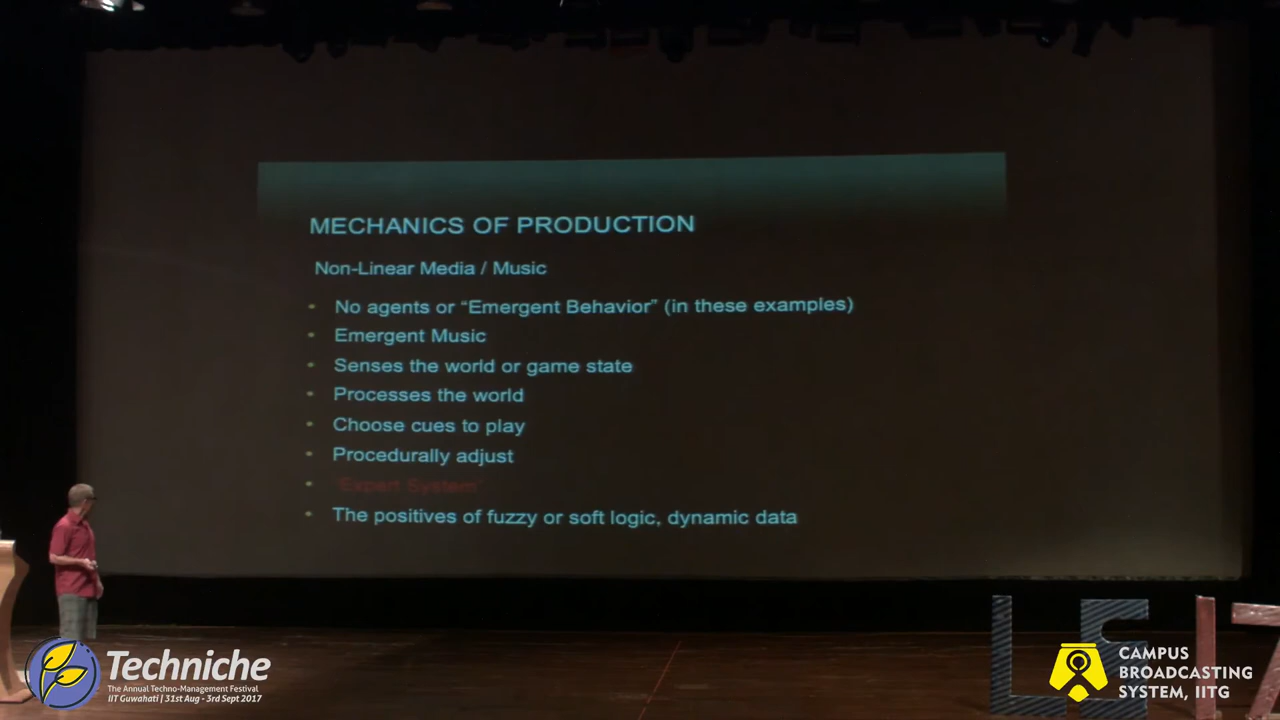 MECHANICS OF PRODUCTION
Non-Linear Media / Music
• No agents or “Emergent Behavior” (in these examples)
• Emergent Music
• Senses the world or game state
• Processes the world
• Choose cues to play
• Procedurally adjust
• “Expert System”
• The positives of fuzzy or soft logic, dynamic data
Techniche
The Annual Techno-Management Festival
IIT Guwahati | 31st Aug - 3rd Sept 2017
CAMPUS
BROADCASTING
SYSTEM, IITG